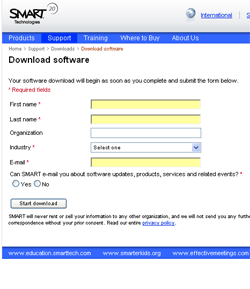 SMART
Technologies
20
International | S
Products Support Training Where to Buy About Us
Home > Support > Downloads > Download software
Download software
Your software download will begin as soon as you complete and submit the form below.
* Required fields
First name *
Last name *
Organization
Industry * Select one
E-mail *
Can SMART e-mail you about software updates, products, services and related events? *
Yes No
Start download
SMART will never rent or sell your information to any other organization, and we will not send you any furth
correspondence without your prior consent. Read our entire privacy policy.
www.education.smarttech.com www.smarterkids.org www.effectivemeetings.com